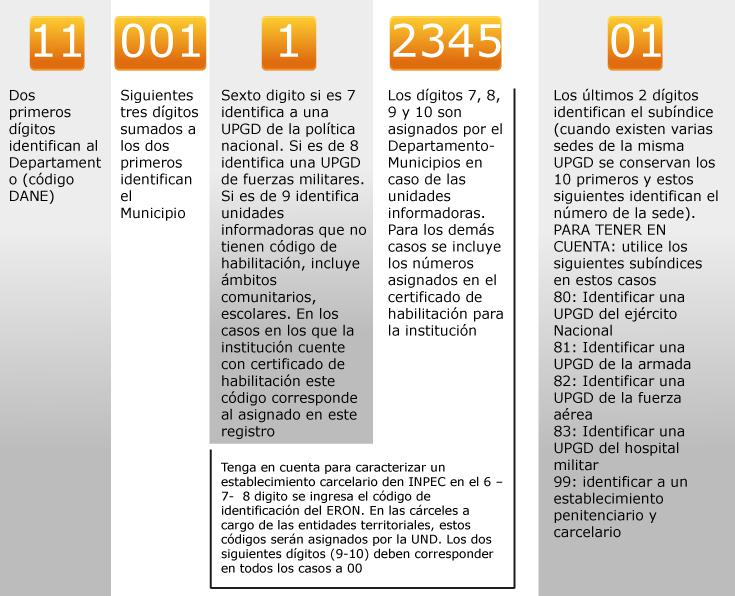 11
001
1
2345
01
Dos
primeros
dígitos
identifican al
Departament
o (código
DANE)
Siguientes
tres dígitos
sumados a
los dos
primeros
identifican
el
Municipio
Sexto digito si es 7
identifica a una
UPGD de la política
nacional. Si es de 8
identifica una UPGD
de fuerzas militares.
Si es de 9 identifica
unidades
informadoras que no
tienen código de
habilitación, incluye
ámbitos
comunitarios,
escolares. En los
casos en los que la
institución cuente
con certificado de
habilitación este
código corresponde
al asignado en este
registro
Los dígitos 7, 8,
9 y 10 son
asignados por el
Departamento-
Municipios en
caso de las
unidades
informadoras.
Para los demás
casos se incluye
los números
asignados en el
certificado de
habilitación para
la institución
Tenga en cuenta para caracterizar un
establecimiento carcelario den INPEC en el 6 –
7- 8 digito se ingresa el código de
identificación del ERON. En las cárceles a
cargo de las entidades territoriales, estos
códigos serán asignados por la UND. Los dos
siguientes dígitos (9-10) deben corresponder
en todos los casos a 00
Los últimos 2 dígitos
identifican el subíndice
(cuando existen varias
sedes de la misma
UPGD se conservan los
10 primeros y estos
siguientes identifican el
número de la sede).
PARA TENER EN
CUENTA: utilice los
siguientes subíndices
en estos casos
80: Identificar una
UPGD del ejército
Nacional
81: Identificar una
UPGD de la armada
82: Identificar una
UPGD de la fuerza
aérea
83: Identificar una
UPGD del hospital
militar
99: identificar a un
establecimiento
penitenciario y
carcelario